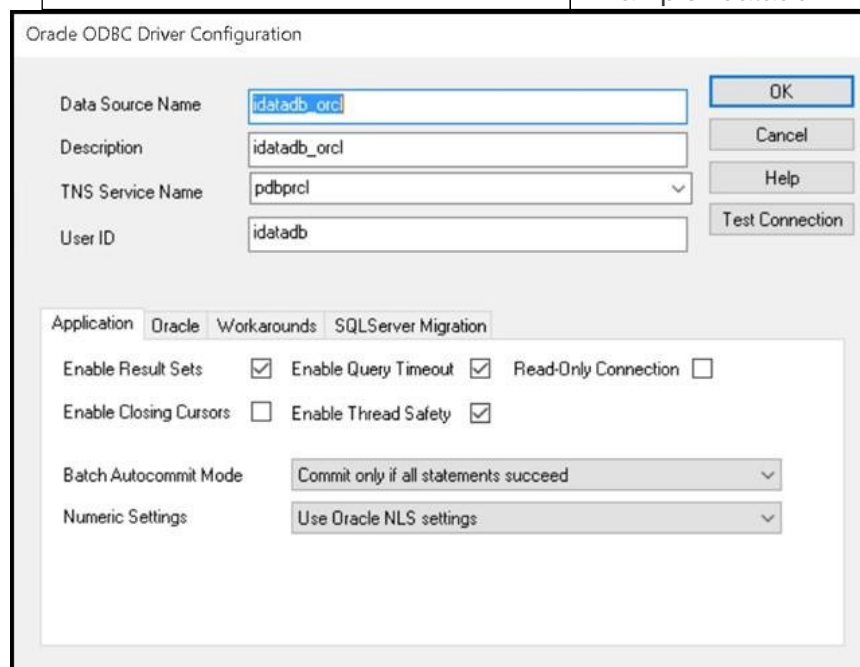 Oracle ODBC Driver Configuration
Data Source Name idatadb_orcl OK
Description idatadb_orcl Cancel
TNS Service Name pdbprcl Help
User ID idatadb Test Connection
Application Oracle Workarounds SQLServer Migration
Enable Result Sets Enable Query Timeout Read-Only Connection
Enable Closing Cursors Enable Thread Safety
Batch Autocommit Mode Commit only if all statements succeed
Numeric Settings Use Oracle NLS settings